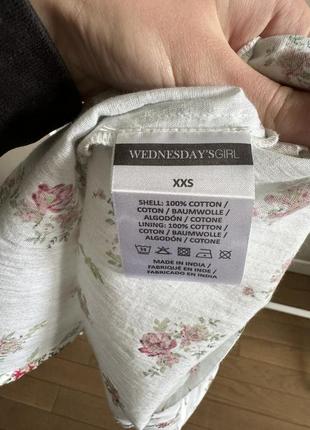 WEDNESDAY'SGIRL
XXS
SHELL: 100% COTTON /
COTON / BAUMWOLLE /
ALGODÓN / COTONE
LINING: 100% COTTON
/ COTON / BAUMWOLLE /
ALGODÓN / COTONE
MADE IN INDIA /
FABRIQUÉ EN INDE /
FABRICADO EN INDIA